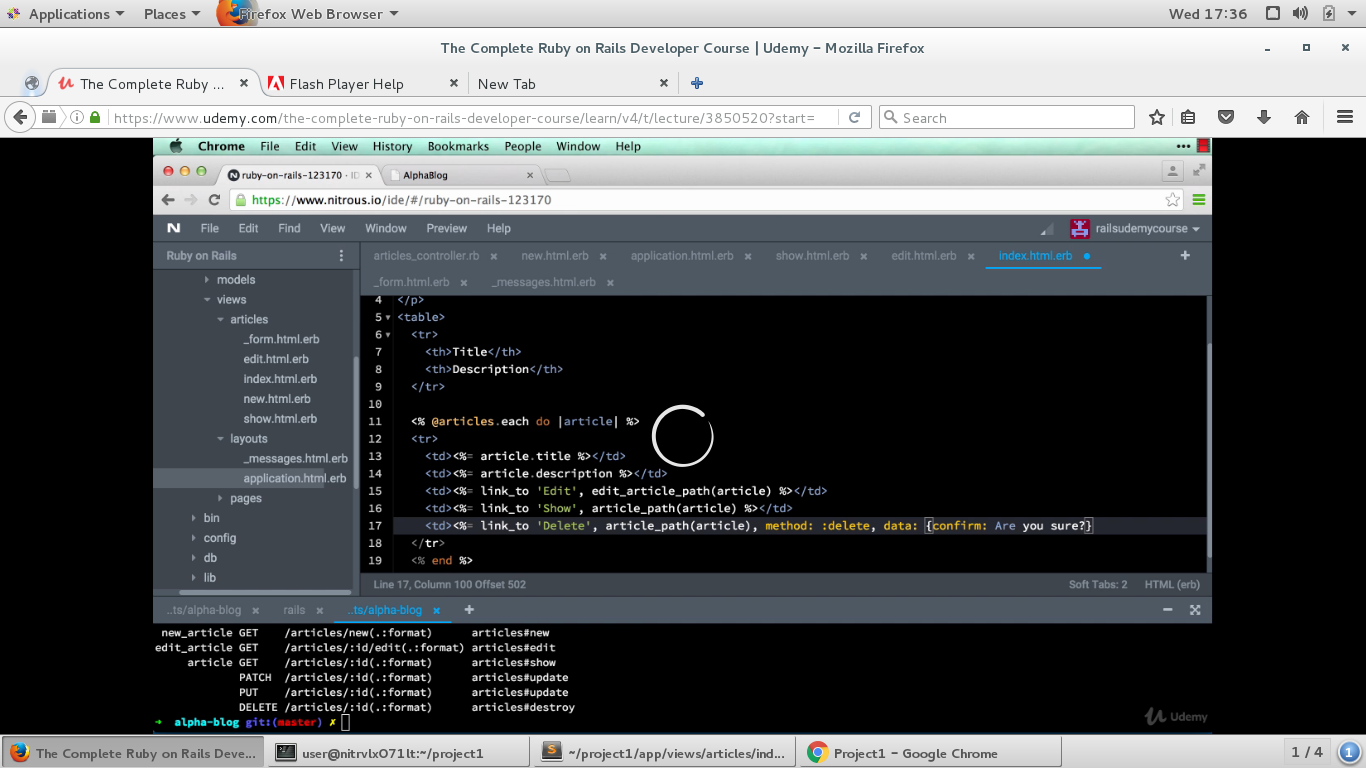 Applications Places Firefox Web Browser Wed 17:36
The Complete Ruby on Rails Developer Course | Udemy – Mozilla Firefox
The Complete Ruby ... Flash Player Help New Tab
https://www.udemy.com/the-complete-ruby-on-rails-developer-course/learn/v4/t/lecture/3850520?start= Search
Chrome File Edit View History Bookmarks People Window Help
ruby-on-rails-123170 - ID AlphaBlog
https://www.nitrous.io/ide/#/ruby-on-rails-123170
N File Edit Find View Window Preview Help railsudemycourse
Ruby on Rails articles_controller.rb new.html.erb application.html.erb show.html.erb edit.html.erb index.html.erb
_form.html.erb _messages.html.erb
models
views
articles
_form.html.erb
edit.html.erb
index.html.erb
new.html.erb
show.html.erb
layouts
_messages.html.erb
application.html.erb
pages
bin
config
db
lib
4 </p>
5 <table>
6 <tr>
7 <th>Title</th>
8 <th>Description</th>
9 </tr>
10
11 <% @articles.each do |article| %>
12 <tr>
13 <td><%= article.title %></td>
14 <td><%= article.description %></td>
15 <td><%= link_to 'Edit', edit_article_path(article) %></td>
16 <td><%= link_to 'Show', article_path(article) %></td>
17 <td><%= link_to 'Delete', article_path(article), method: :delete, data: {confirm: Are you sure?}
18 </tr>
19 <% end %>
Line 17, Column 100 Offset 502 Soft Tabs: 2 HTML (erb)
..ts/alpha-blog rails ..ts/alpha-blog
new_article GET /articles/new(.:format) articles#new
edit_article GET /articles/:id/edit(.:format) articles#edit
article GET /articles/:id(.:format) articles#show
PATCH /articles/:id(.:format) articles#update
PUT /articles/:id(.:format) articles#update
DELETE /articles/:id(.:format) articles#destroy
➜ alpha-blog git:(master) ✗
Udemy
The Complete Ruby on Rails Deve... user@nitrvlxO71lt:~/project1 ~/project1/app/views/articles/ind... Project1 – Google Chrome 1 / 4 1